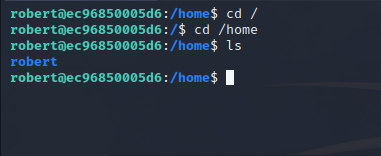 robert@ec96850005d6:/home$ cd /
robert@ec96850005d6:/$ cd /home
robert@ec96850005d6:/home$ ls
robert
robert@ec96850005d6:/home$